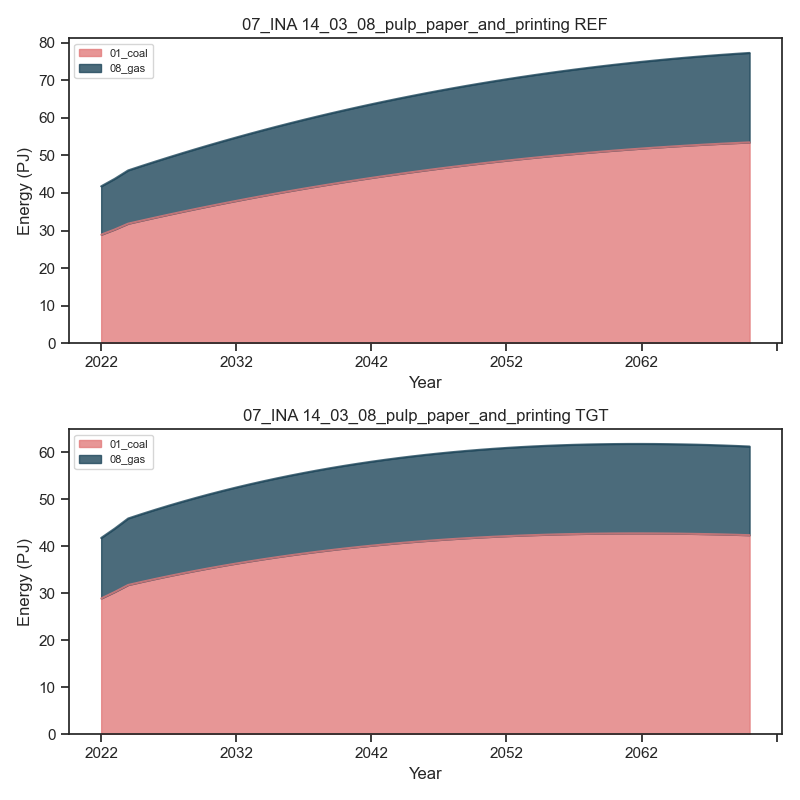 07_INA 14_03_08_pulp_paper_and_printing REF
01_coal
08_gas
80
70
60
50
40
30
20
10
0
Energy (PJ)
2022 2032 2042 2052 2062
Year
07_INA 14_03_08_pulp_paper_and_printing TGT
01_coal
08_gas
60
50
40
30
20
10
0
Energy (PJ)
2022 2032 2042 2052 2062
Year